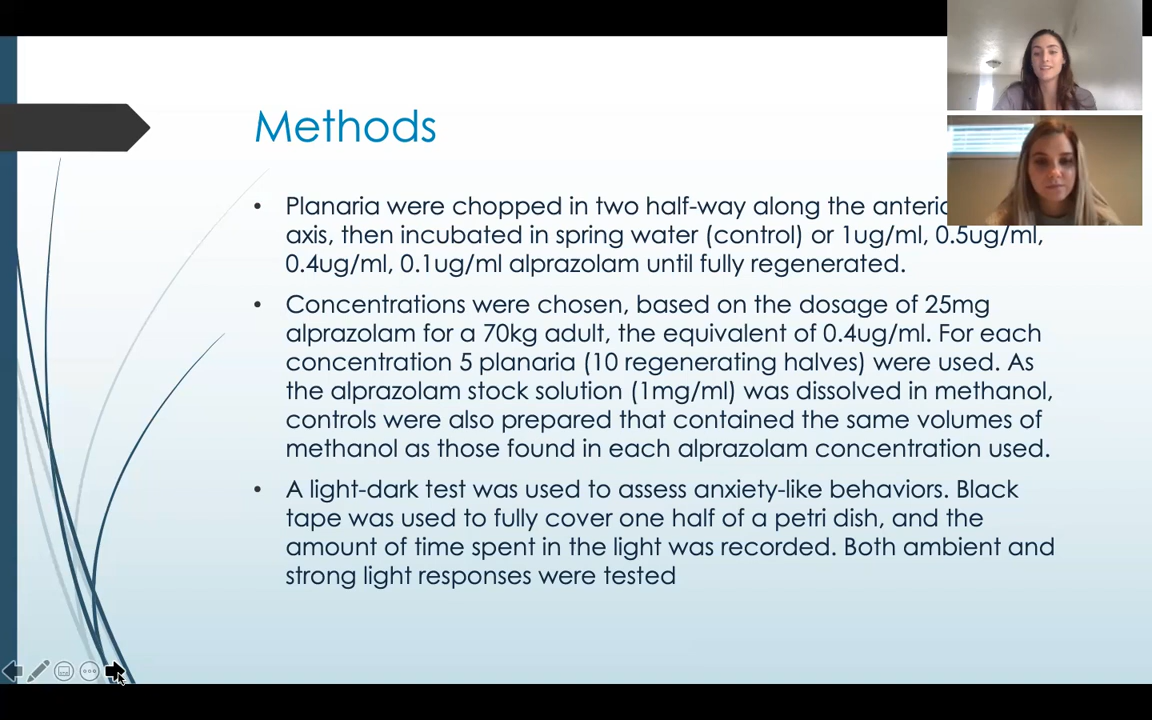 Methods
• Planaria were chopped in two half-way along the
axis, then incubated in spring water (control) or 1ug/ml, 0.5ug/ml,
0.4ug/ml, 0.1ug/ml alprazolam until fully regenerated.
• Concentrations were chosen, based on the dosage of 25mg
alprazolam for a 70kg adult, the equivalent of 0.4ug/ml. For each
concentration 5 planaria (10 regenerating halves) were used. As
the alprazolam stock solution (1mg/ml) was dissolved in methanol,
controls were also prepared that contained the same volumes of
methanol as those found in each alprazolam concentration used.
• A light-dark test was used to assess anxiety-like behaviors. Black
tape was used to fully cover one half of a petri dish, and the
amount of time spent in the light was recorded. Both ambient and
strong light responses were tested